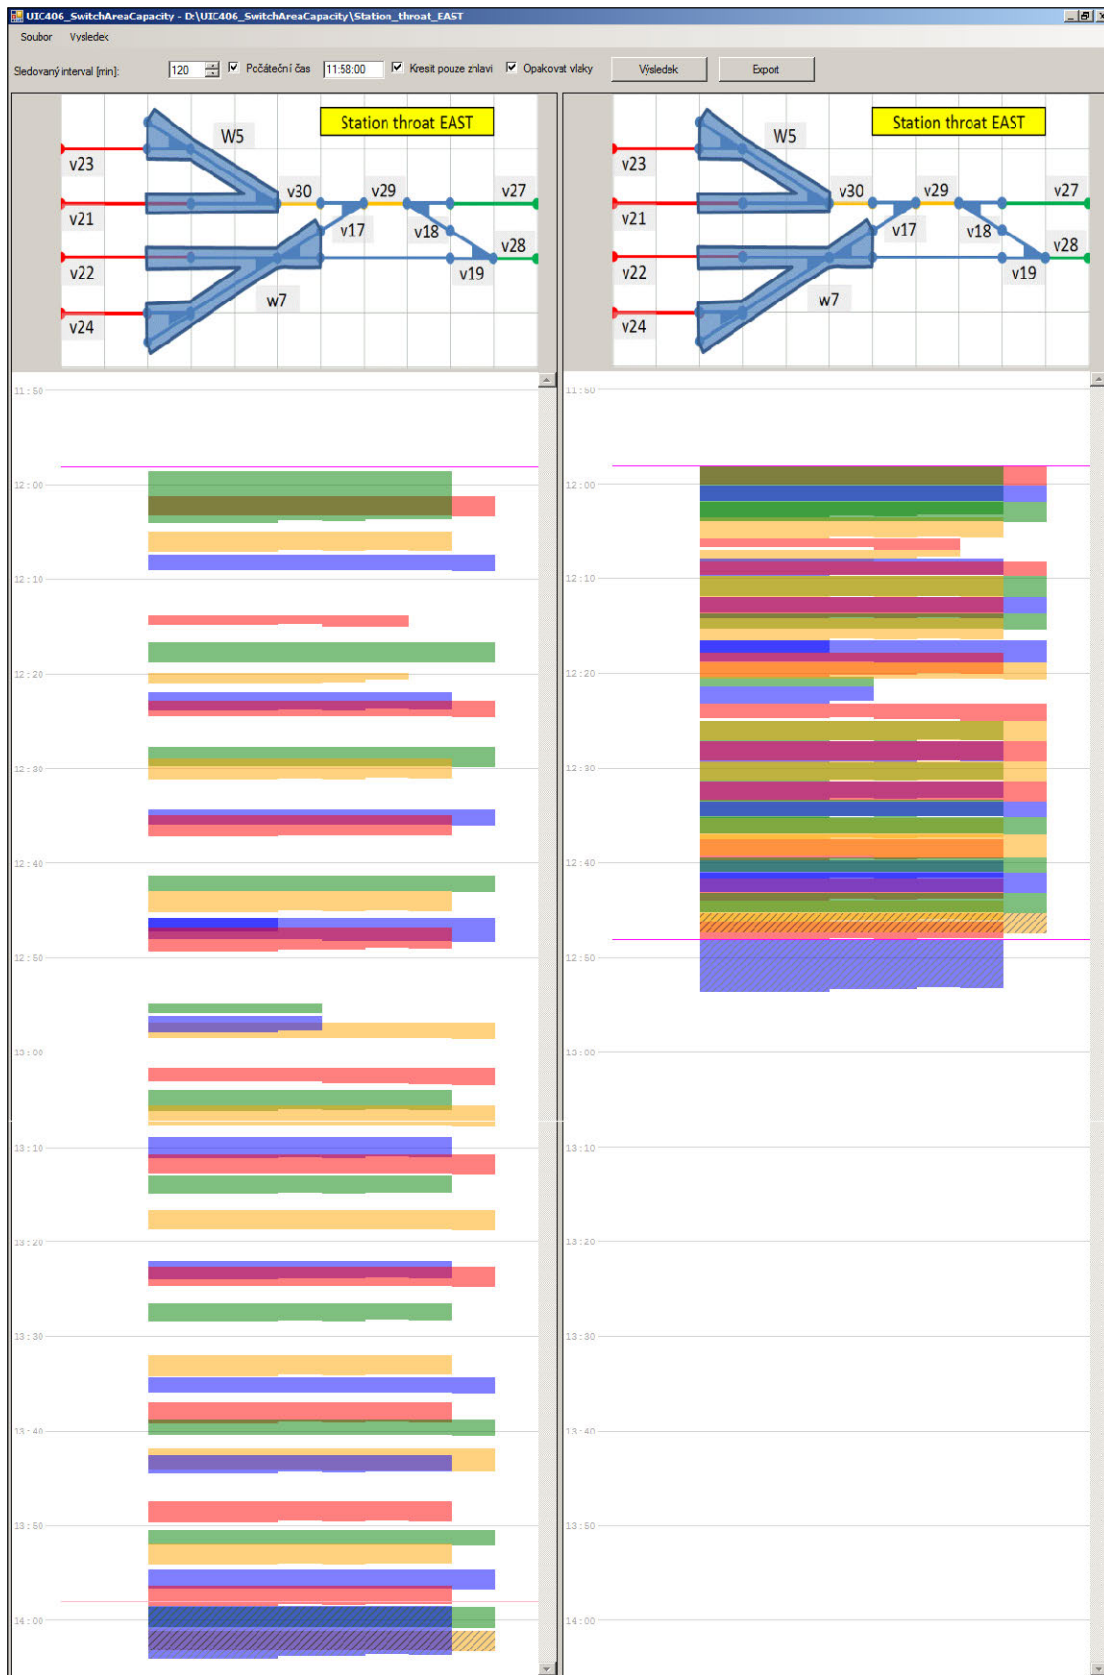 UIC406_SwitchAreaCapacity - D:\UIC406_SwitchAreaCapacity\Station_throat_EAST
Soubor Vysledek
Sledovaný interval [min]: 120 Počáteční čas 11:58:00 Kreslit pouze zhlavi Opakovat vlaky Výsledek Export
Station throat EAST
W5
v23
v30
v29
v27
v21
v17
v18
v28
v22
v19
w7
v24
Station throat EAST
W5
v23
v30
v29
v27
v21
v17
v18
v28
v22
v19
w7
v24
11:50
12:00
12:10
12:20
12:30
12:40
12:50
13:00
13:10
13:20
13:30
13:40
13:50
14:00
11:50
12:00
12:10
12:20
12:30
12:40
12:50
13:00
13:10
13:20
13:30
13:40
13:50
14:00